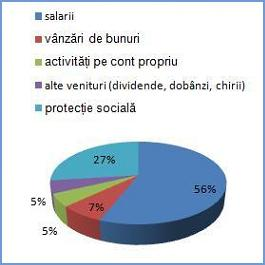 salarii
vânzări de bunuri
activități pe cont propriu
alte venituri (dividende, dobânzi, chirii)
protecție socială
27%
56%
5%
7%
5%